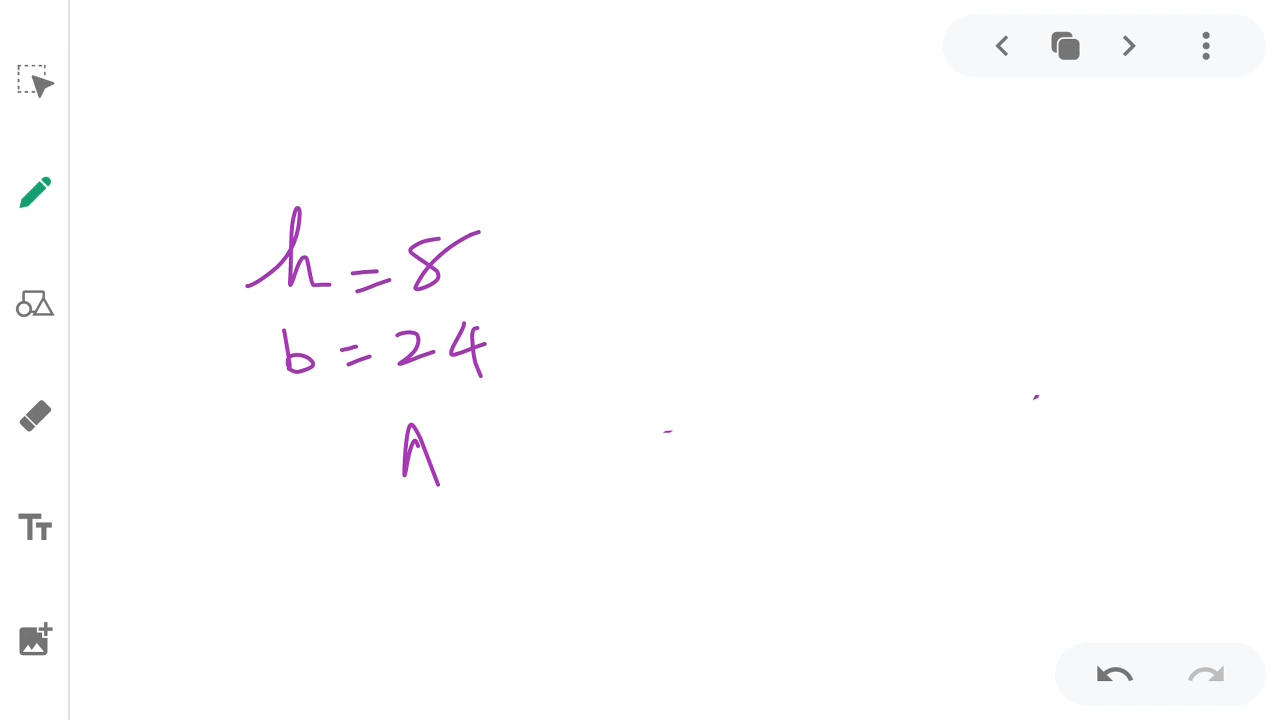 h = 8
b = 24
A